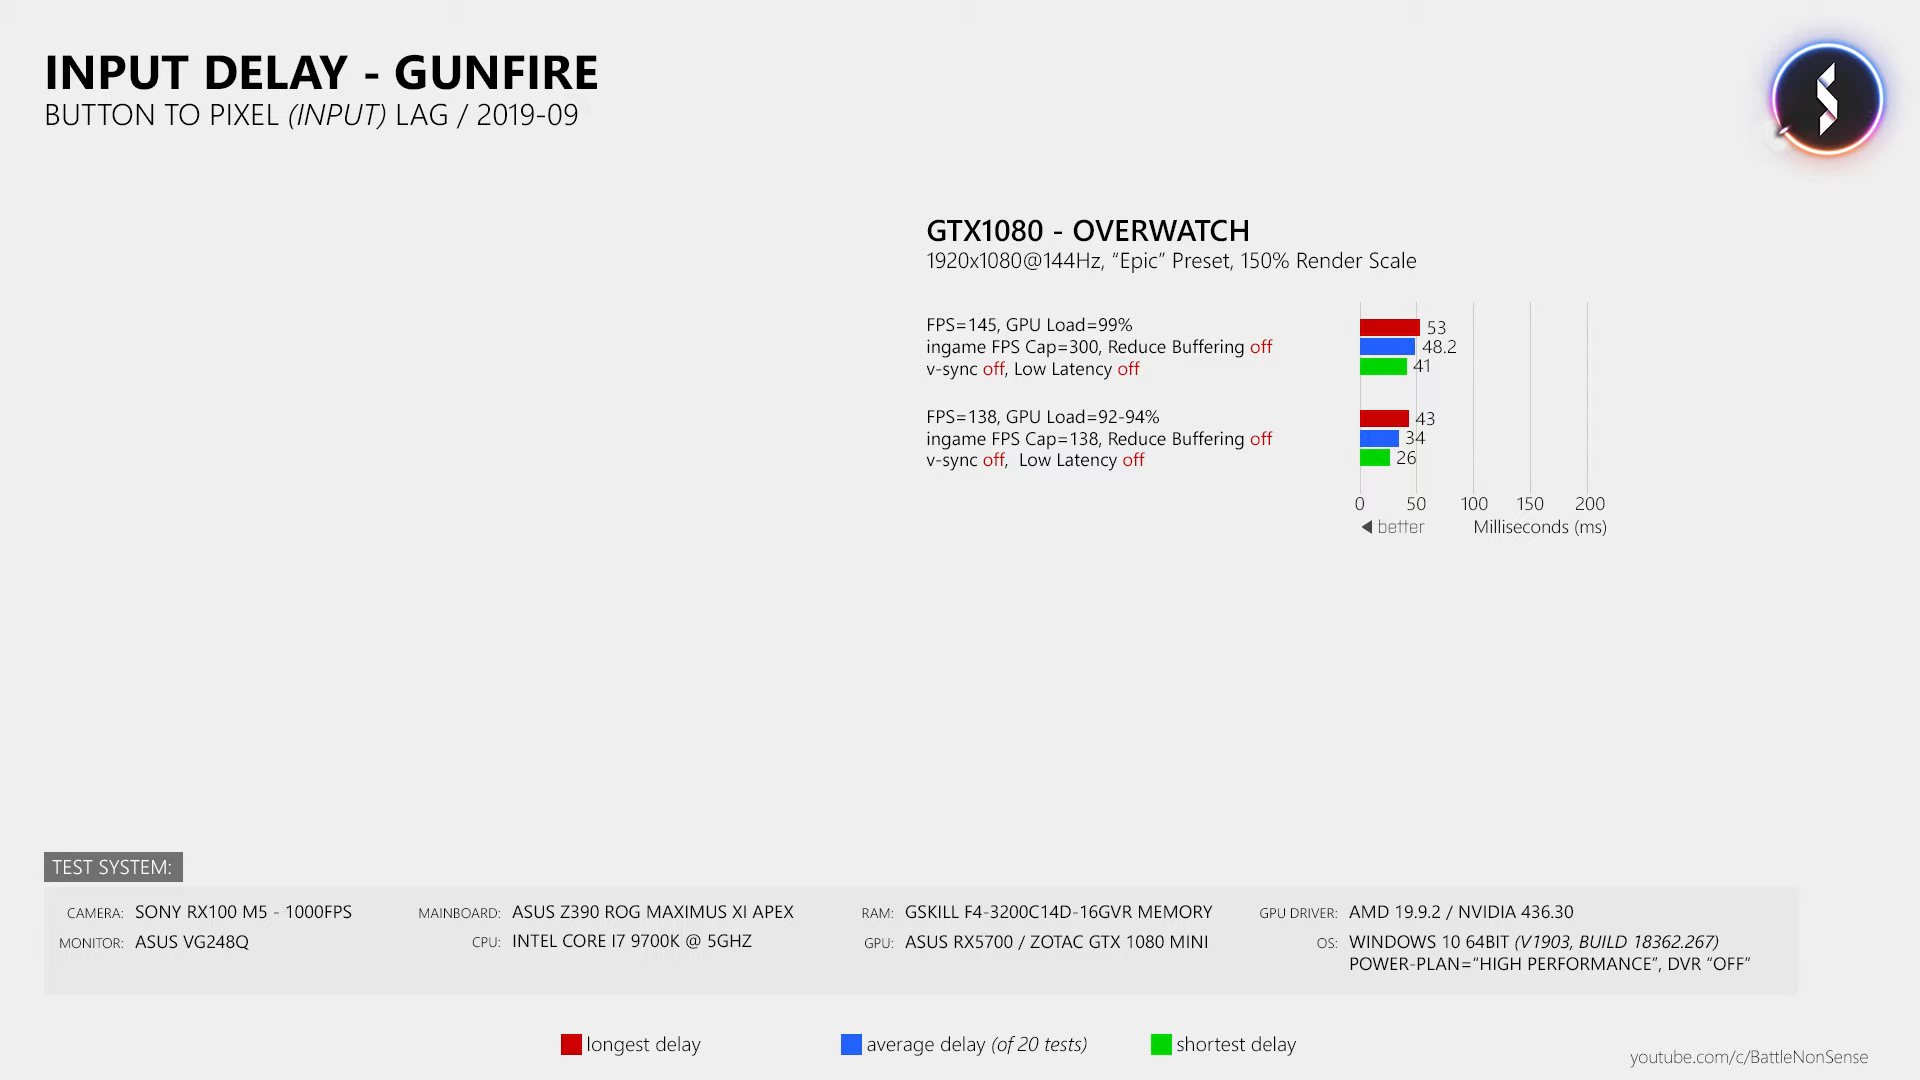 INPUT DELAY - GUNFIRE
BUTTON TO PIXEL (INPUT) LAG / 2019-09
GTX1080 - OVERWATCH
1920x1080@144Hz, “Epic” Preset, 150% Render Scale
FPS=145, GPU Load=99%
ingame FPS Cap=300, Reduce Buffering off
v-sync off, Low Latency off
53
48.2
41
FPS=138, GPU Load=92-94%
ingame FPS Cap=138, Reduce Buffering off
v-sync off, Low Latency off
43
34
26
0 50 100 150 200
◀ better Milliseconds (ms)
TEST SYSTEM:
CAMERA: SONY RX100 M5 - 1000FPS
MONITOR: ASUS VG248Q
MAINBOARD: ASUS Z390 ROG MAXIMUS XI APEX
CPU: INTEL CORE I7 9700K @ 5GHZ
RAM: GSKILL F4-3200C14D-16GVR MEMORY
GPU: ASUS RX5700 / ZOTAC GTX 1080 MINI
GPU DRIVER: AMD 19.9.2 / NVIDIA 436.30
OS: WINDOWS 10 64BIT (V1903, BUILD 18362.267)
POWER-PLAN=“HIGH PERFORMANCE”, DVR “OFF”
longest delay
average delay (of 20 tests)
shortest delay
youtube.com/c/BattleNonSense